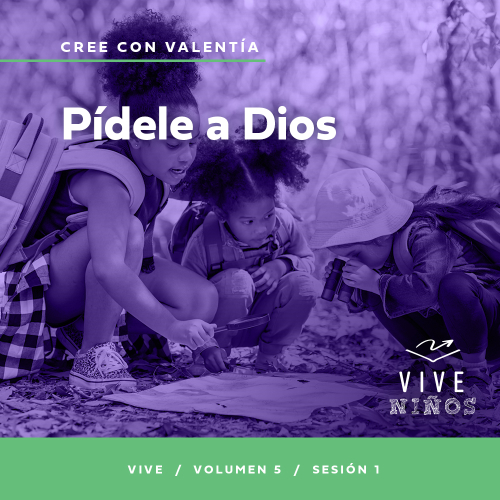 CREE CON VALENTÍA
Pídele a Dios
VIVE
NIÑOS
VIVE / VOLUMEN 5 / SESIÓN 1